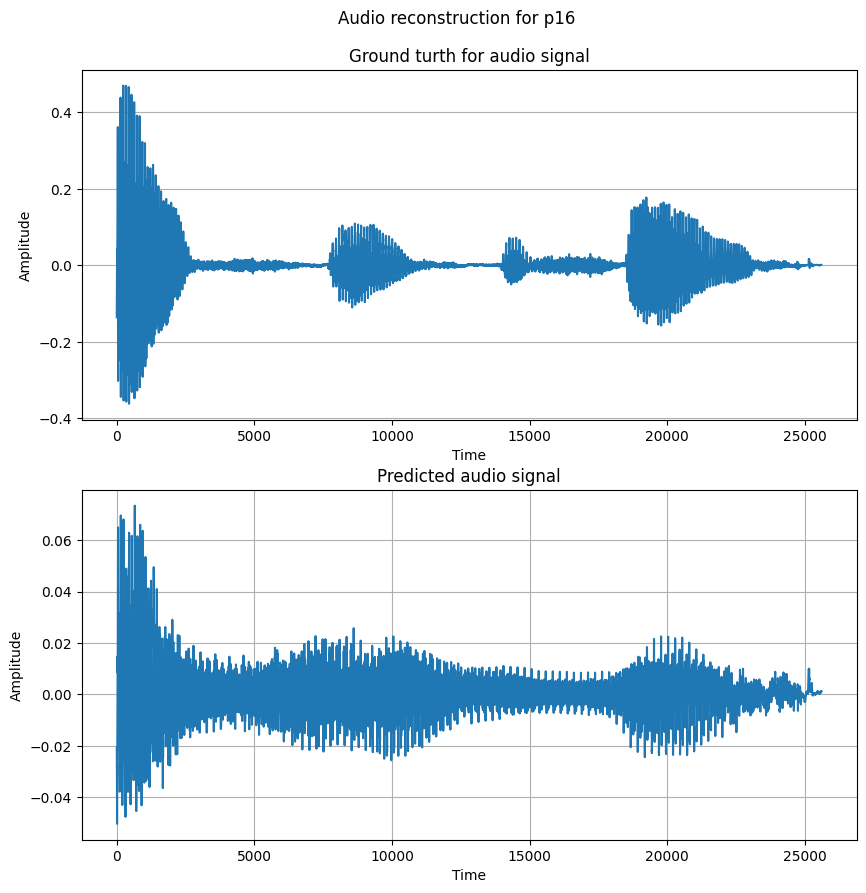 Audio reconstruction for p16
Ground turth for audio signal
0.4
0.2
0.0
−0.2
−0.4
Amplitude
0 5000 10000 15000 20000 25000
Time
Predicted audio signal
0.06
0.04
0.02
0.00
−0.02
−0.04
Amplitude
0 5000 10000 15000 20000 25000
Time